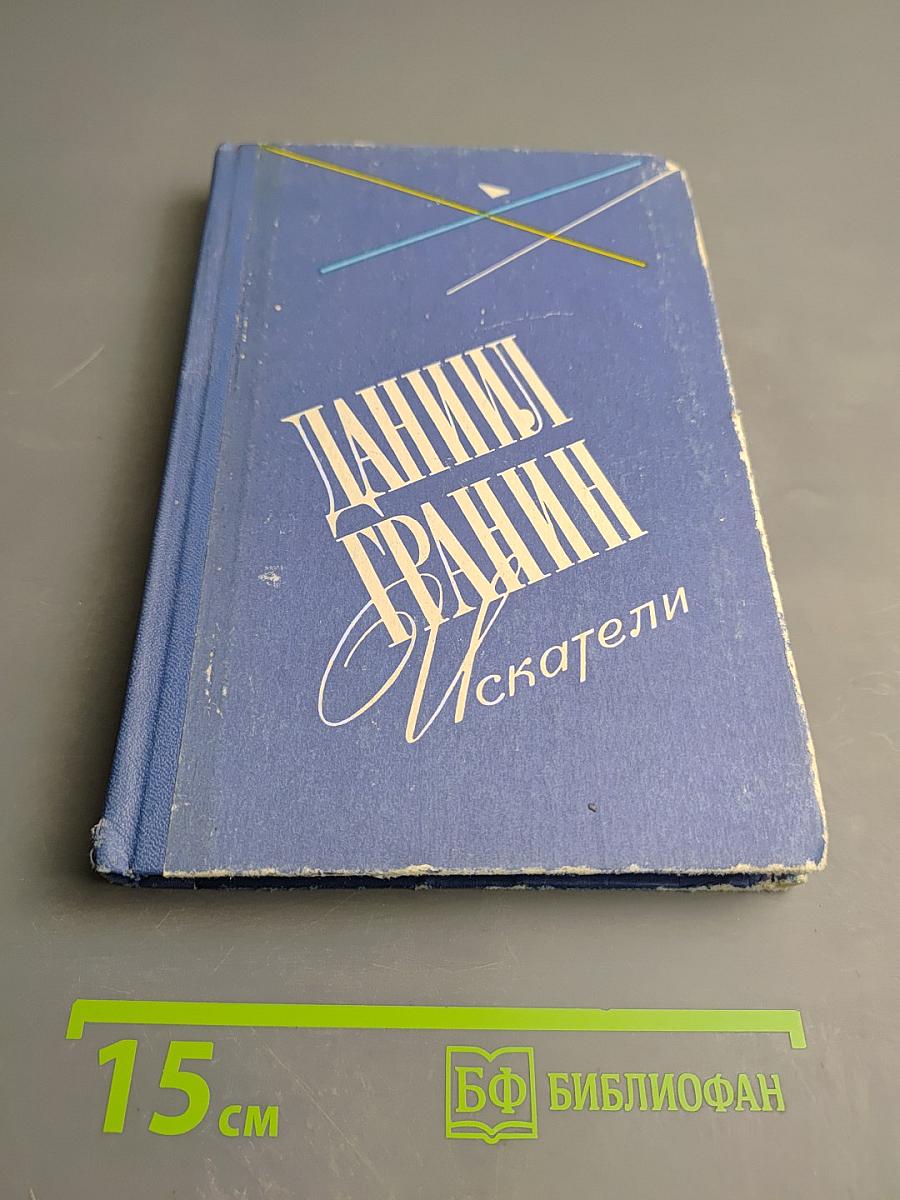 ДАНИИЛ
ГРАНИН
Искатели
15 см
БФ БИБЛИОФАН